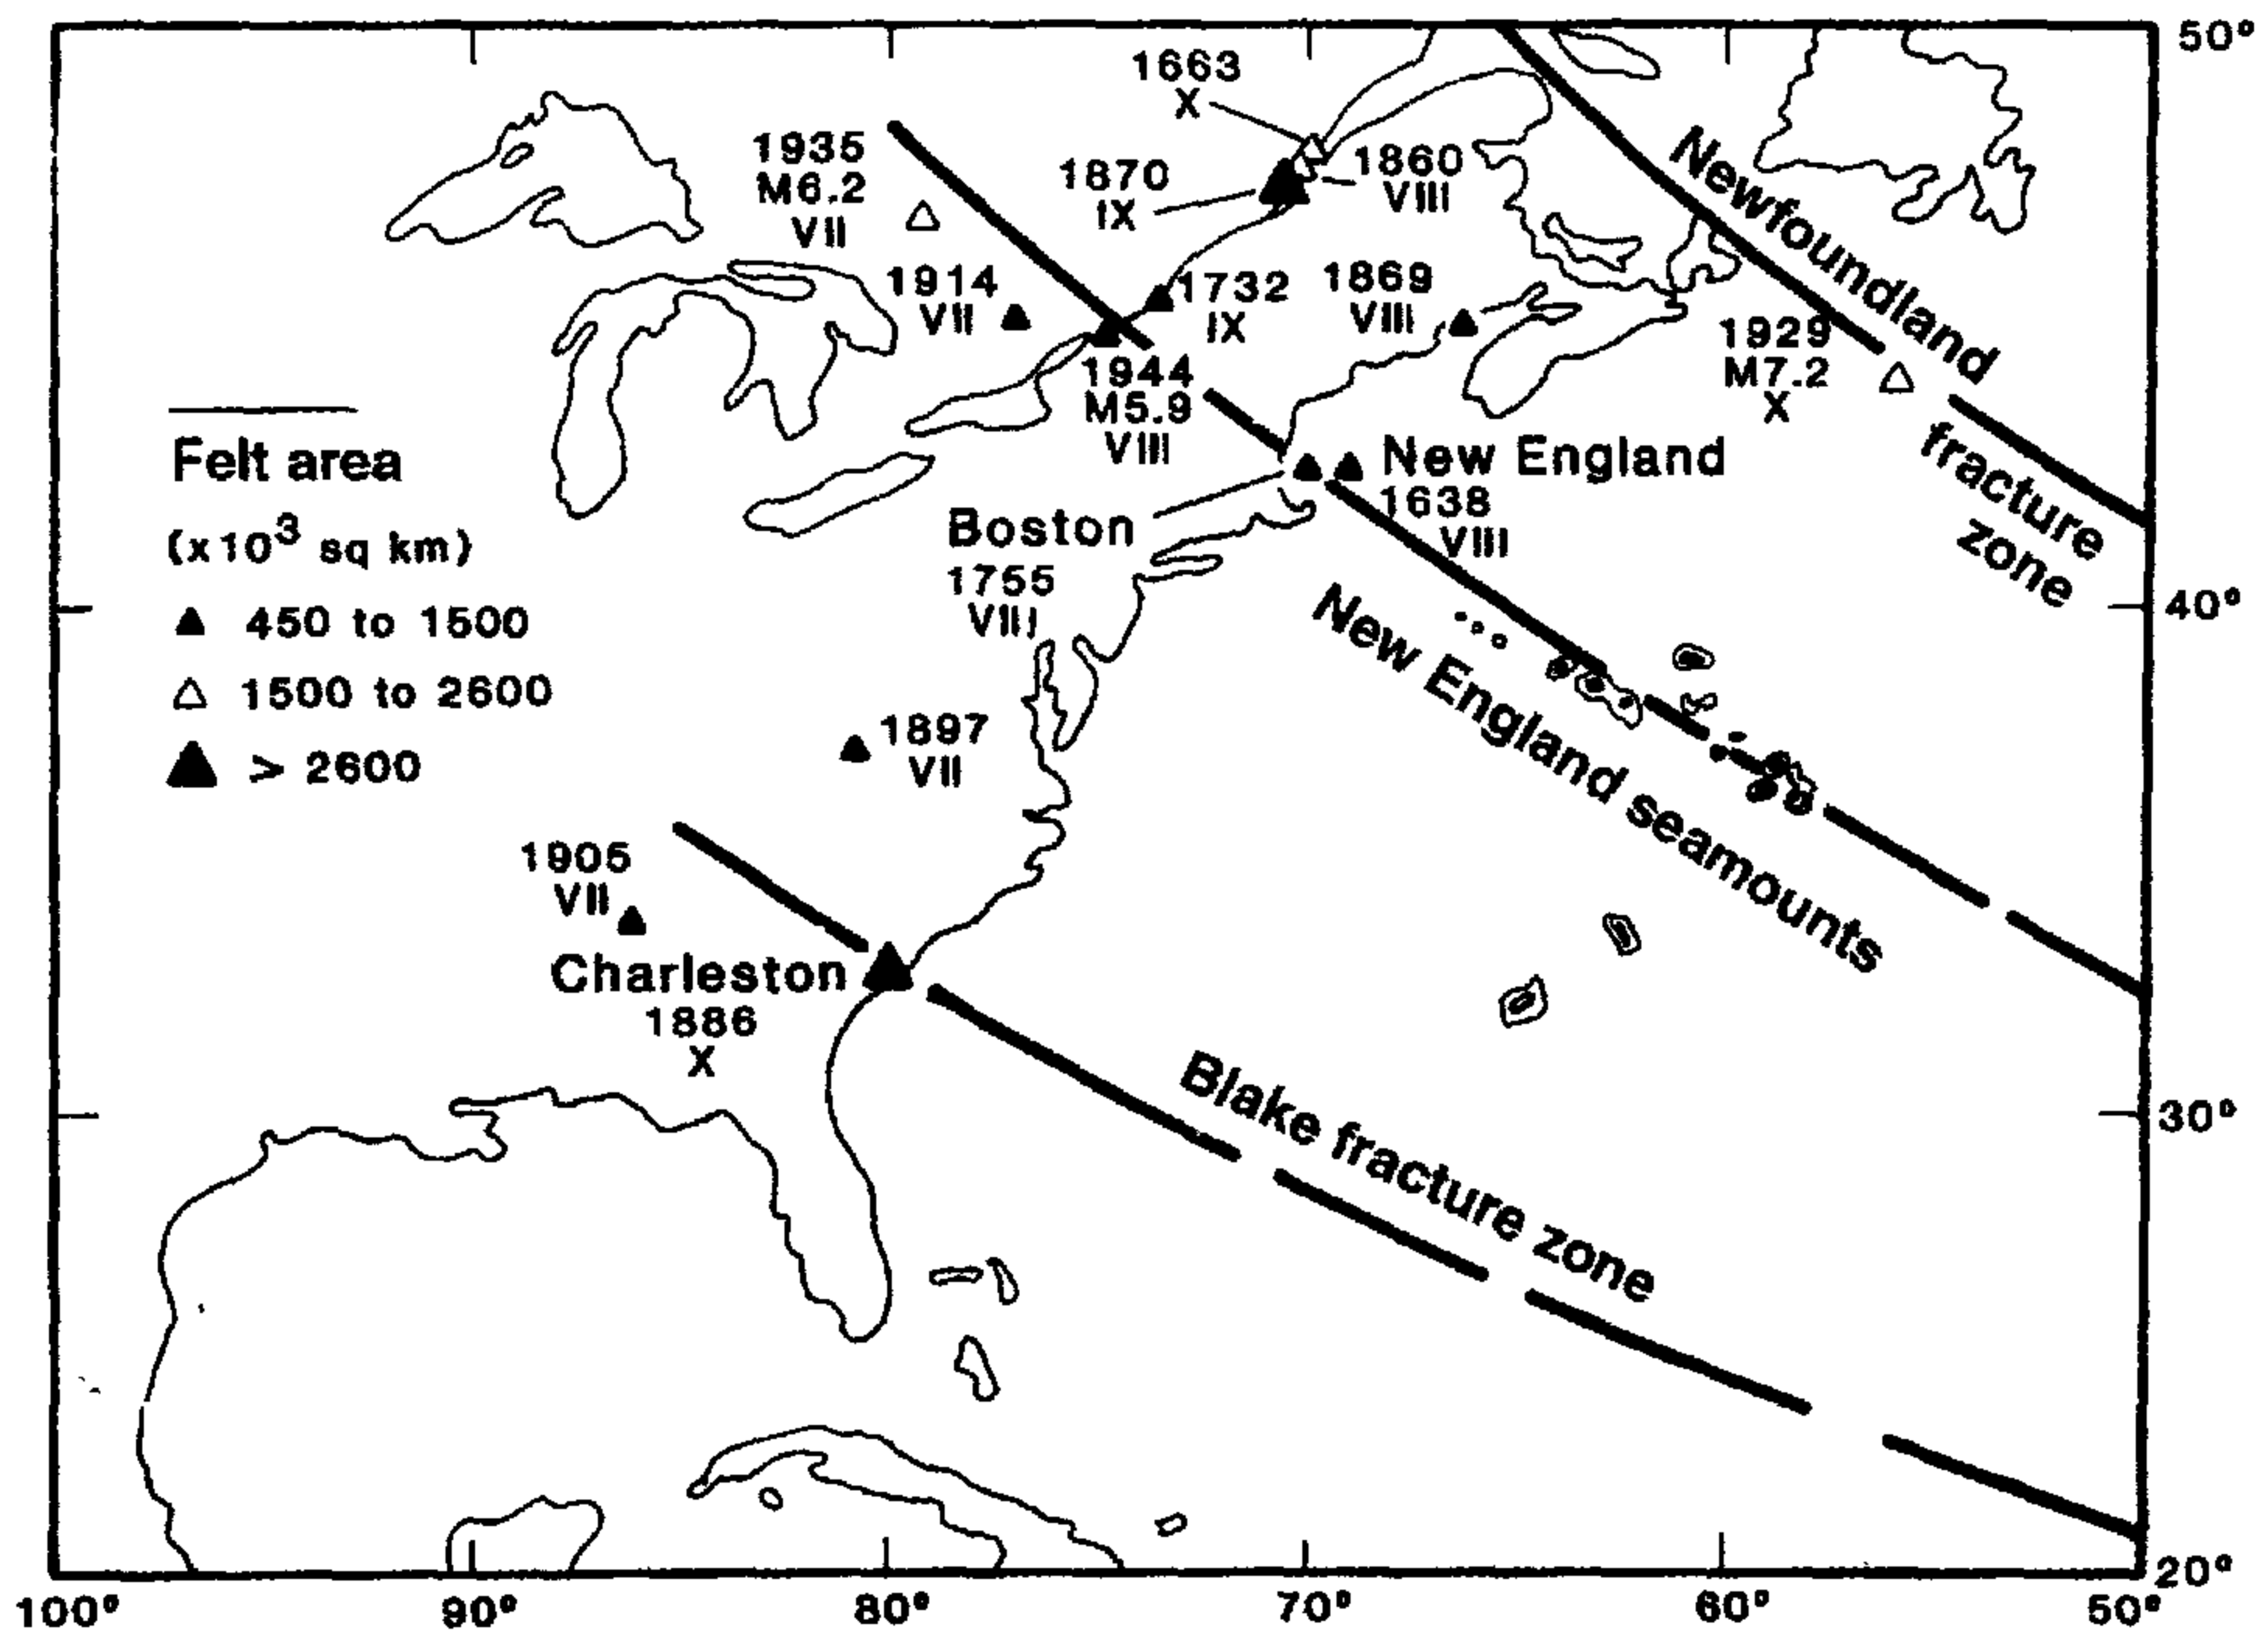 50°
1663
X
1935
M6.2
VII
1870
IX
1860
VIII
Newfoundland
fracture
zone
1914
VII
1732
IX
1869
VIII
1929
M7.2
X
1944
M5.9
VIII
Felt area
(x10³ sq km)
450 to 1500
1500 to 2600
> 2600
New England
1638
VIII
Boston
1755
VIII
40°
New England seamounts
1897
VII
1905
VII
Charleston
1886
X
Blake fracture zone
30°
20°
100°
90°
80°
70°
60°
50°